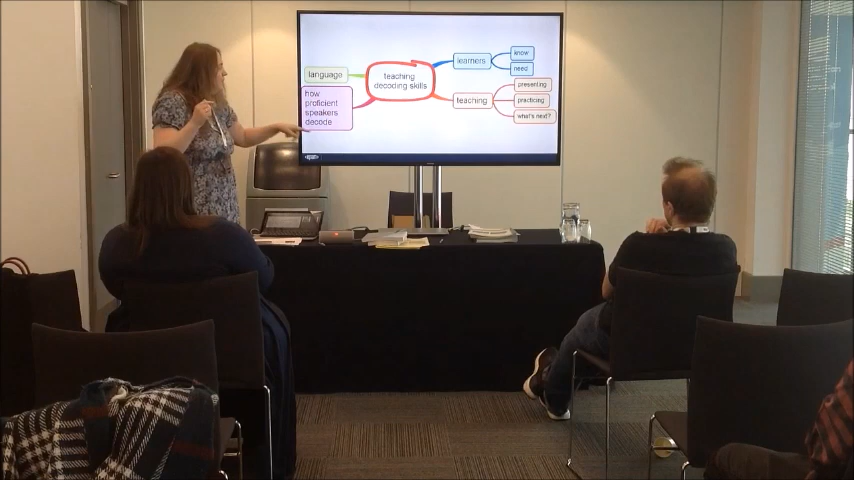 language
how
proficient
speakers
decode
teaching
decoding skills
learners
know
need
teaching
presenting
practicing
what's next?